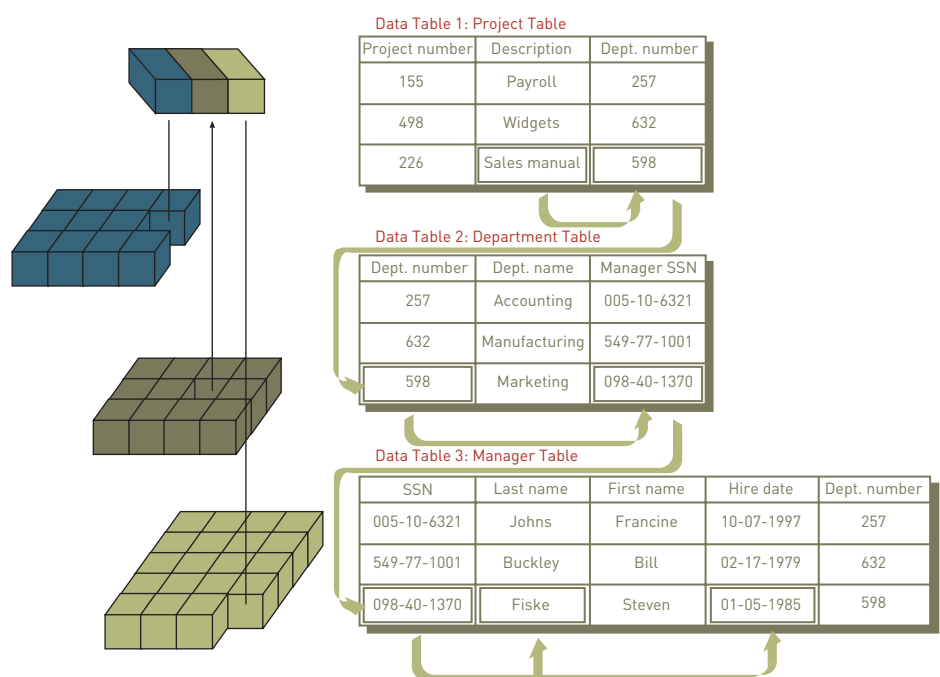 Data Table 1: Project Table
Project number Description Dept. number
155 Payroll 257
498 Widgets 632
226 Sales manual 598
Data Table 2: Department Table
Dept. number Dept. name Manager SSN
257 Accounting 005-10-6321
632 Manufacturing 549-77-1001
598 Marketing 098-40-1370
Data Table 3: Manager Table
SSN Last name First name Hire date Dept. number
005-10-6321 Johns Francine 10-07-1997 257
549-77-1001 Buckley Bill 02-17-1979 632
098-40-1370 Fiske Steven 01-05-1985 598